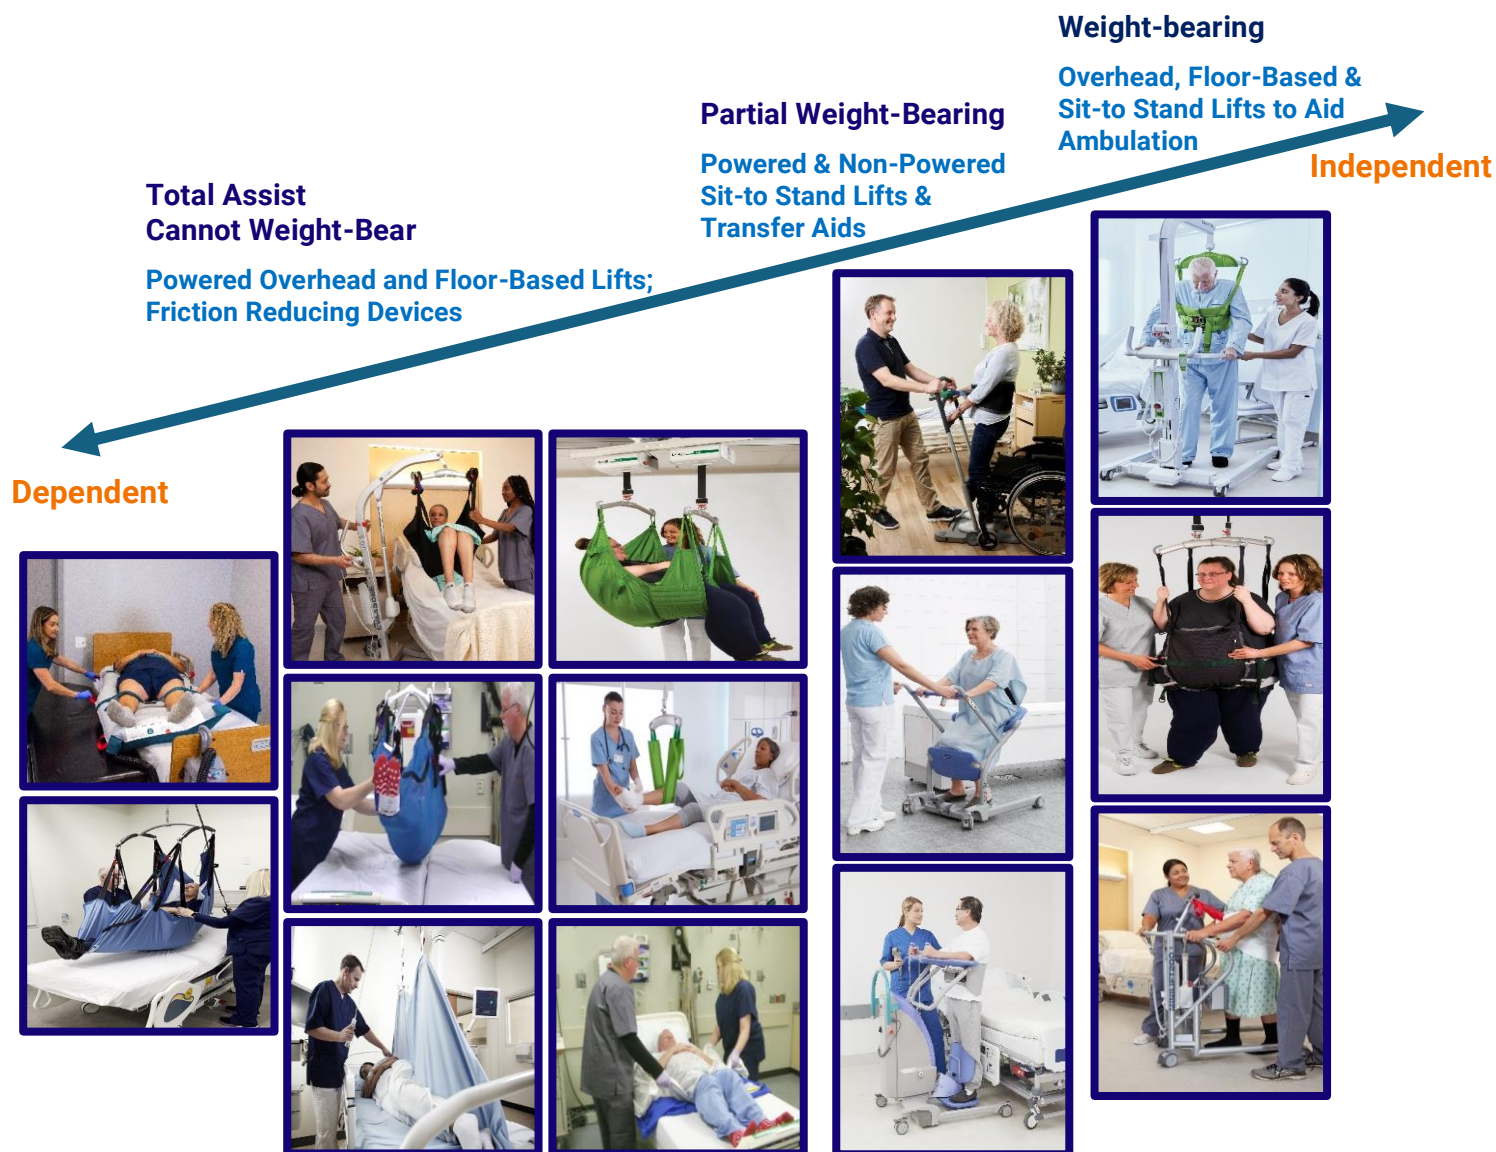 Weight-bearing
Overhead, Floor-Based &
Sit-to Stand Lifts to Aid
Ambulation
Independent
Partial Weight-Bearing
Powered & Non-Powered
Sit-to Stand Lifts &
Transfer Aids
Total Assist
Cannot Weight-Bear
Powered Overhead and Floor-Based Lifts;
Friction Reducing Devices
Dependent